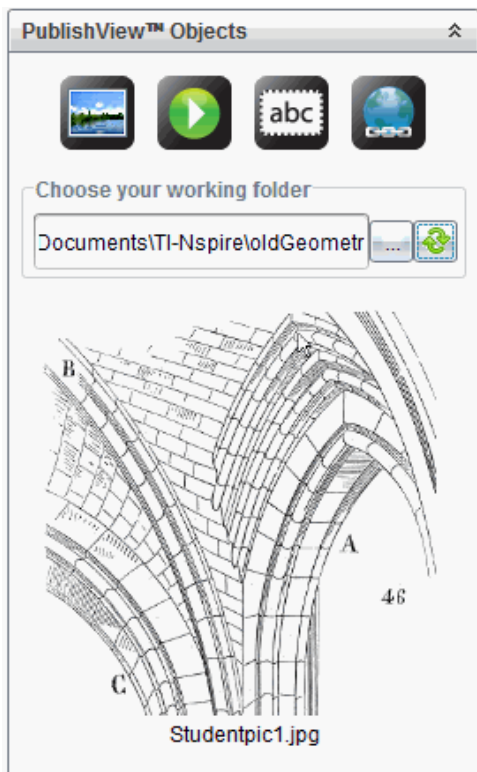 PublishView™ Objects
abc
Choose your working folder
Documents\TI-Nspire\oldGeometr
...
B
A
46
C
Studentpic1.jpg